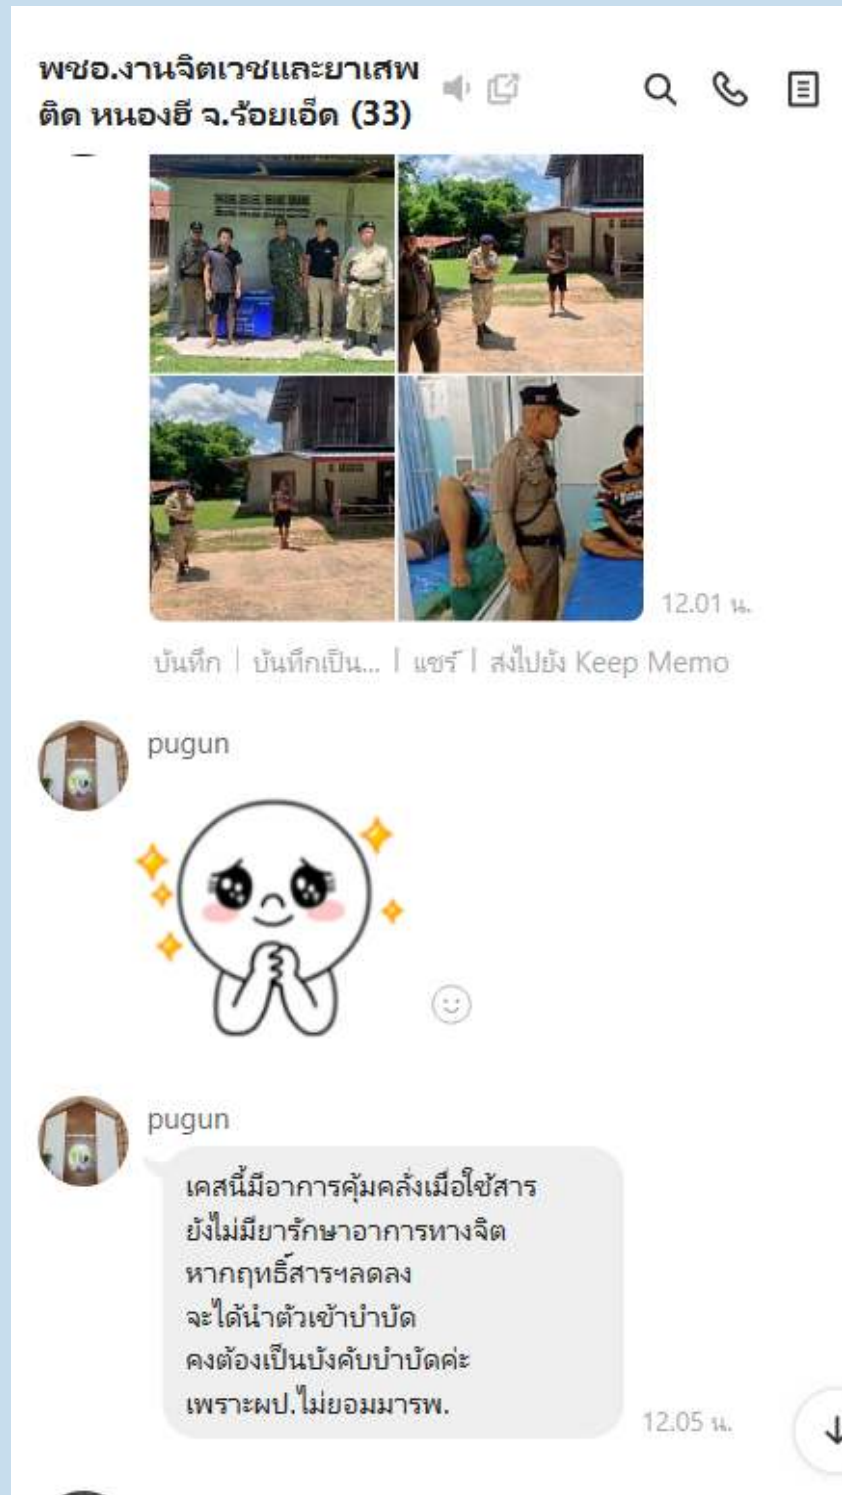 พชอ.งานจิตเวชและยาเสพ
ติด หนองฮี จ.ร้อยเอ็ด (33)
12.01 น.
บันทึก | บันทึกเป็น... | แชร์ | ส่งไปยัง Keep Memo
pugun
pugun
เคสนี้มีอาการคุ้มคลั่งเมื่อใช้สาร
ยังไม่มียารักษาอาการทางจิต
หากฤทธิ์สารฯลดลง
จะได้นำตัวเข้าบำบัด
คงต้องเป็นบังคับบำบัดค่ะ
เพราะผป.ไม่ยอมมารพ.
12.05 น.